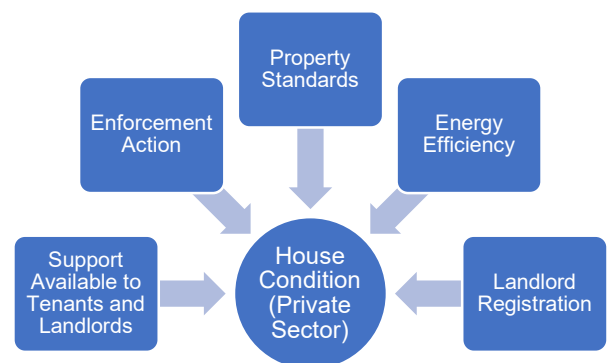 Property
Standards
Enforcement
Action
Energy
Efficiency
Support
Available to
Tenants and
Landlords
House
Condition
(Private
Sector)
Landlord
Registration